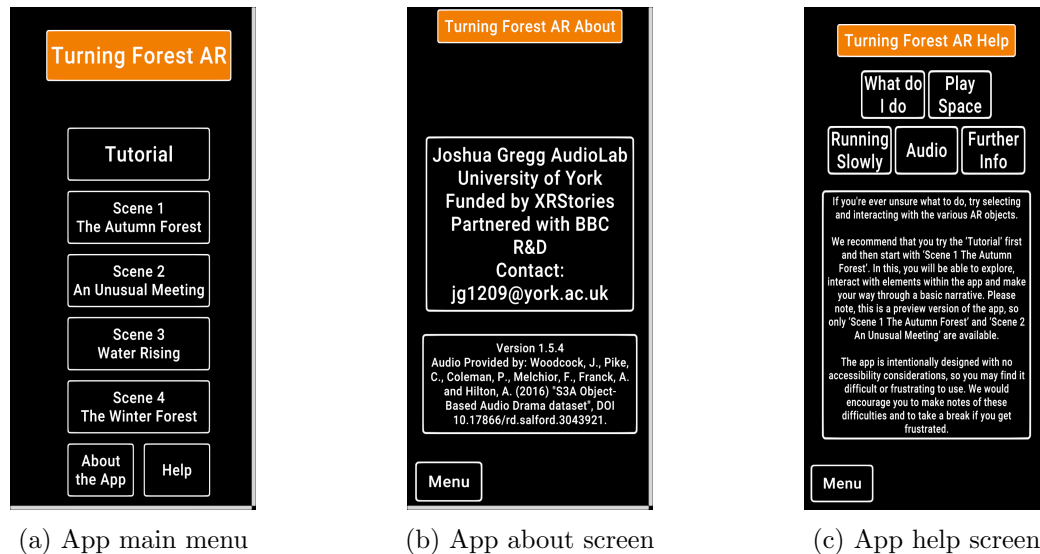 Turning Forest AR
Tutorial
Scene 1
The Autumn Forest
Scene 2
An Unusual Meeting
Scene 3
Water Rising
Scene 4
The Winter Forest
About
the App
Help
(a) App main menu
Turning Forest AR About
Joshua Gregg AudioLab
University of York
Funded by XRStories
Partnered with BBC
R&D
Contact:
jg1209@york.ac.uk
Version 1.5.4
Audio Provided by: Woodcock, J., Pike,
C., Coleman, P., Melchior, F., Franck, A.
and Hilton, A. (2016) "S3A Object-
Based Audio Drama dataset", DOI
10.17866/rd.salford.3043921.
Menu
(b) App about screen
Turning Forest AR Help
What do
I do
Play
Space
Running
Slowly
Audio
Further
Info
If you're ever unsure what to do, try selecting
and interacting with the various AR objects.
We recommend that you try the 'Tutorial' first
and then start with 'Scene 1 The Autumn
Forest'. In this, you will be able to explore,
interact with elements within the app and make
your way through a basic narrative. Please
note, this is a preview version of the app, so
only 'Scene 1 The Autumn Forest' and 'Scene 2
An Unusual Meeting' are available.
The app is intentionally designed with no
accessibility considerations, so you may find it
difficult or frustrating to use. We would
encourage you to make notes of these
difficulties and to take a break if you get
frustrated.
Menu
(c) App help screen